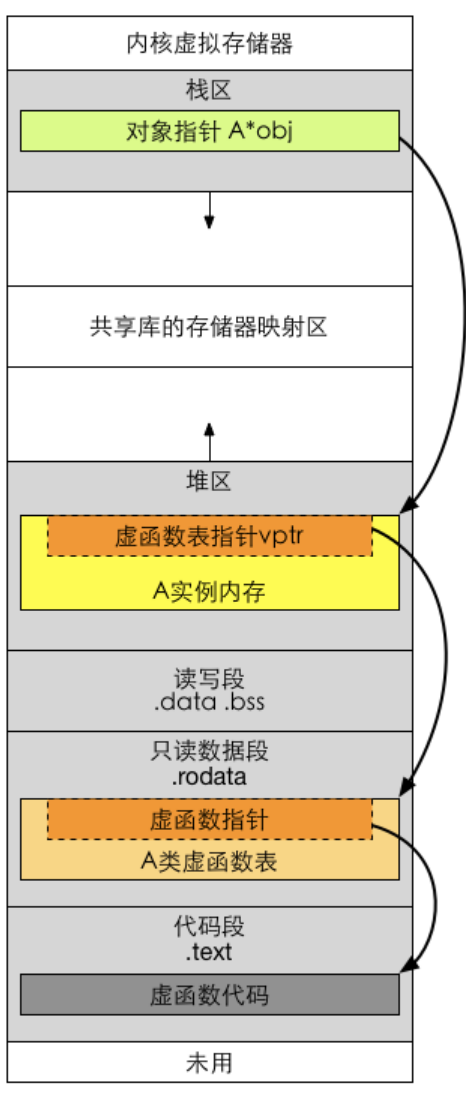 内核虚拟存储器
栈区
对象指针 A*obj
共享库的存储器映射区
堆区
虚函数表指针vptr
A实例内存
读写段
.data .bss
只读数据段
.rodata
虚函数指针
A类虚函数表
代码段
.text
虚函数代码
未用